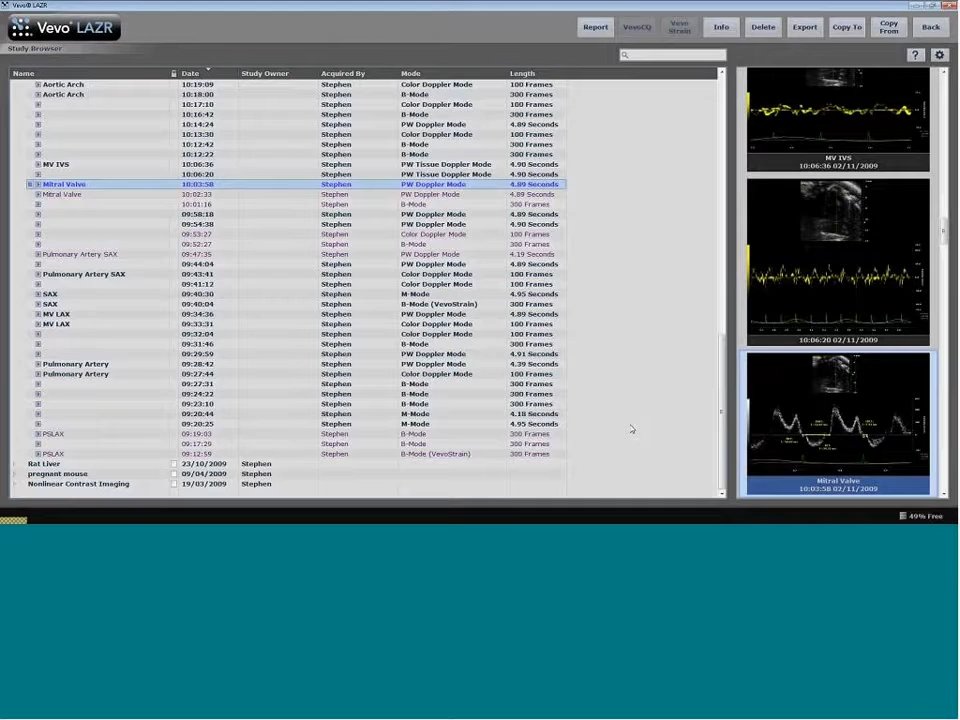 Vevo® LAZR
Vevo® LAZR
Report VevoCQ Vevo Strain Info Delete Export Copy To Copy From Back
Study Browser
?
Name Date Study Owner Acquired By Mode Length
Aortic Arch 10:19:09 Stephen Color Doppler Mode 100 Frames
Aortic Arch 10:18:00 Stephen B-Mode 300 Frames
10:17:10 Stephen Color Doppler Mode 100 Frames
10:16:42 Stephen B-Mode 300 Frames
10:14:24 Stephen PW Doppler Mode 4.89 Seconds
10:13:30 Stephen Color Doppler Mode 100 Frames
10:12:42 Stephen B-Mode 300 Frames
10:12:22 Stephen B-Mode 300 Frames
MV IVS 10:06:36 Stephen PW Tissue Doppler Mode 4.89 Seconds
10:06:20 Stephen PW Tissue Doppler Mode 4.90 Seconds
Mitral Valve 10:03:58 Stephen PW Doppler Mode 4.89 Seconds
Mitral Valve 10:02:33 Stephen PW Doppler Mode 4.89 Seconds
10:01:16 Stephen B-Mode 300 Frames
09:58:18 Stephen PW Doppler Mode 4.89 Seconds
09:54:38 Stephen PW Doppler Mode 4.90 Seconds
09:53:27 Stephen Color Doppler Mode 100 Frames
09:52:27 Stephen B-Mode 300 Frames
Pulmonary Artery SAX 09:47:35 Stephen PW Doppler Mode 4.19 Seconds
09:44:04 Stephen PW Doppler Mode 4.89 Seconds
Pulmonary Artery SAX 09:43:41 Stephen Color Doppler Mode 100 Frames
09:41:12 Stephen Color Doppler Mode 100 Frames
SAX 09:40:30 Stephen M-Mode 4.95 Seconds
SAX 09:40:04 Stephen B-Mode (VevoStrain) 300 Frames
MV LAX 09:34:36 Stephen PW Doppler Mode 4.89 Seconds
MV LAX 09:33:31 Stephen Color Doppler Mode 100 Frames
09:32:04 Stephen Color Doppler Mode 100 Frames
09:31:46 Stephen B-Mode 300 Frames
09:29:59 Stephen PW Doppler Mode 4.91 Seconds
Pulmonary Artery 09:28:42 Stephen PW Doppler Mode 4.39 Seconds
Pulmonary Artery 09:27:44 Stephen Color Doppler Mode 100 Frames
09:27:31 Stephen B-Mode 300 Frames
09:24:22 Stephen B-Mode 300 Frames
09:23:10 Stephen B-Mode 300 Frames
09:20:44 Stephen M-Mode 4.18 Seconds
09:20:25 Stephen M-Mode 4.95 Seconds
PSLAX 09:19:03 Stephen B-Mode 300 Frames
09:17:29 Stephen B-Mode 300 Frames
PSLAX 09:12:59 Stephen B-Mode (VevoStrain) 300 Frames
Rat Liver 23/10/2009 Stephen
pregnant mouse 09/04/2009 Stephen
Nonlinear Contrast Imaging 19/03/2009 Stephen
MV IVS
10:06:36 02/11/2009
10:06:20 02/11/2009
Mitral Valve
10:03:58 02/11/2009
49% Free